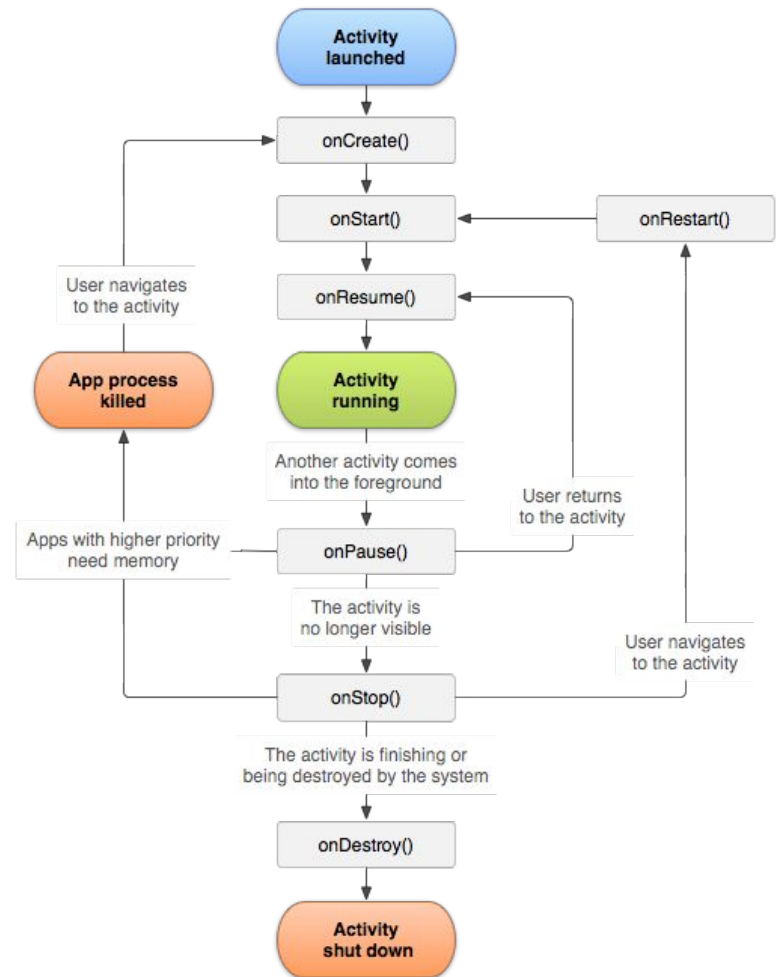 Activity
launched
onCreate()
onStart()
onRestart()
User navigates
to the activity
onResume()
App process
killed
Activity
running
Another activity comes
into the foreground
User returns
to the activity
Apps with higher priority
need memory
onPause()
The activity is
no longer visible
User navigates
to the activity
onStop()
The activity is finishing or
being destroyed by the system
onDestroy()
Activity
shut down